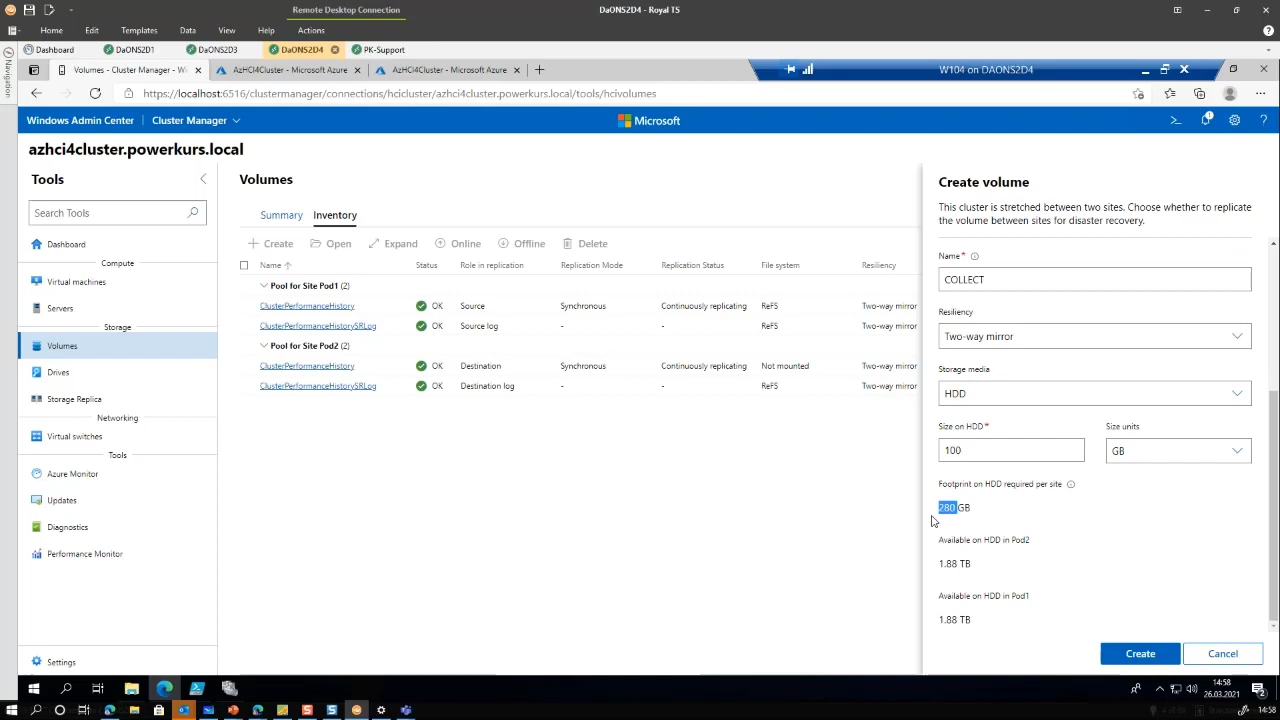 Remote Desktop Connection
DaONS2D4 - Royal TS
Home Edit Templates Data View Help Actions
Dashboard DaONS2D1 DaONS2D3 DaONS2D4 PK-Support
Navigation
Volumes - Cluster Manager - Wi AzHCI4Cluster - Microsoft Azure AzHCI4Cluster - Microsoft Azure W104 on DAONS2D4
https://localhost:6516/clustermanager/connections/hcicluster/azhci4cluster.powerkurs.local/tools/hcivolumes
Windows Admin Center Cluster Manager Microsoft
azhci4cluster.powerkurs.local
Tools
Search Tools
Dashboard
Compute
Virtual machines
Servers
Storage
Volumes
Drives
Storage Replica
Networking
Virtual switches
Tools
Azure Monitor
Updates
Diagnostics
Performance Monitor
Settings
Volumes
Summary Inventory
Create Open Expand Online Offline Delete
Name Status Role in replication Replication Mode Replication Status File system Resiliency
Pool for Site Pod1 (2)
ClusterPerformanceHistory OK Source Synchronous Continuously replicating ReFS Two-way mirror
ClusterPerformanceHistorySRLog OK Source log - - ReFS Two-way mirror
Pool for Site Pod2 (2)
ClusterPerformanceHistory OK Destination Synchronous Continuously replicating Not mounted Two-way mirror
ClusterPerformanceHistorySRLog OK Destination log - - ReFS Two-way mirror
Create volume
This cluster is stretched between two sites. Choose whether to replicate
the volume between sites for disaster recovery.
Name *
COLLECT
Resiliency
Two-way mirror
Storage media
HDD
Size on HDD * Size units
100 GB
Footprint on HDD required per site
280 GB
Available on HDD in Pod2
1.88 TB
Available on HDD in Pod1
1.88 TB
Create Cancel
14:58
26.03.2021
14:58